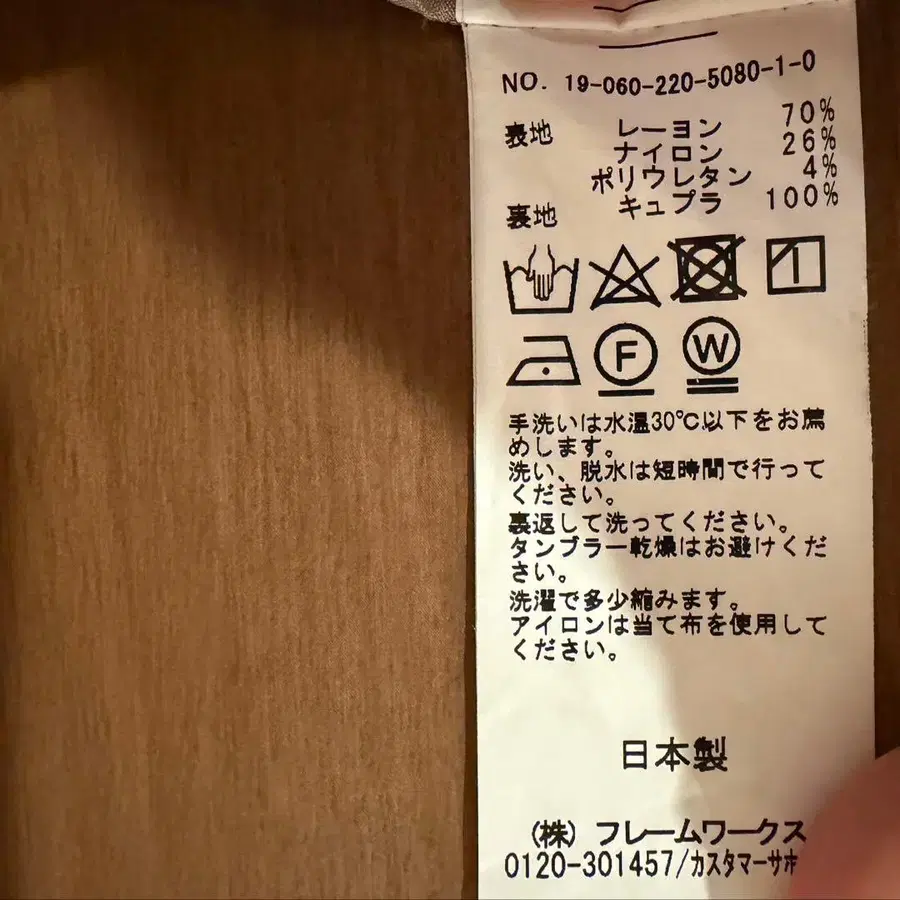 NO. 19-060-220-5080-1-0
表地 レーヨン 70%
ナイロン 26%
ポリウレタン 4%
裏地 キュプラ 100%
F W
手洗いは水温30℃以下をお薦
めします。
洗い、脱水は短時間で行って
ください。
裏返して洗ってください。
タンブラー乾燥はお避けくだ
さい。
洗濯で多少縮みます。
アイロンは当て布を使用して
ください。
日本製
(株) フレームワークス
0120-301457/カスタマーサポ